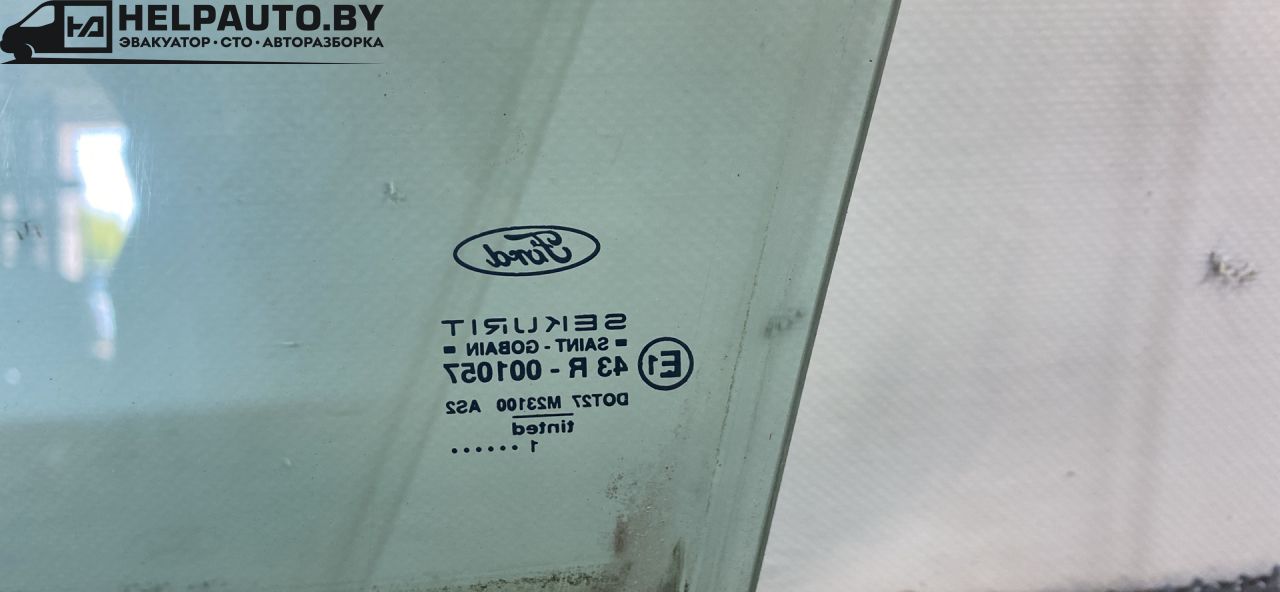 HELPAUTO.BY
ЭВАКУАТОР · СТО · АВТОРАЗБОРКА
Ford
SEKURIT
SAINT - GOBAIN
E1 43 R - 001057
DOT27 M23100 AS2
tinted
1 ······